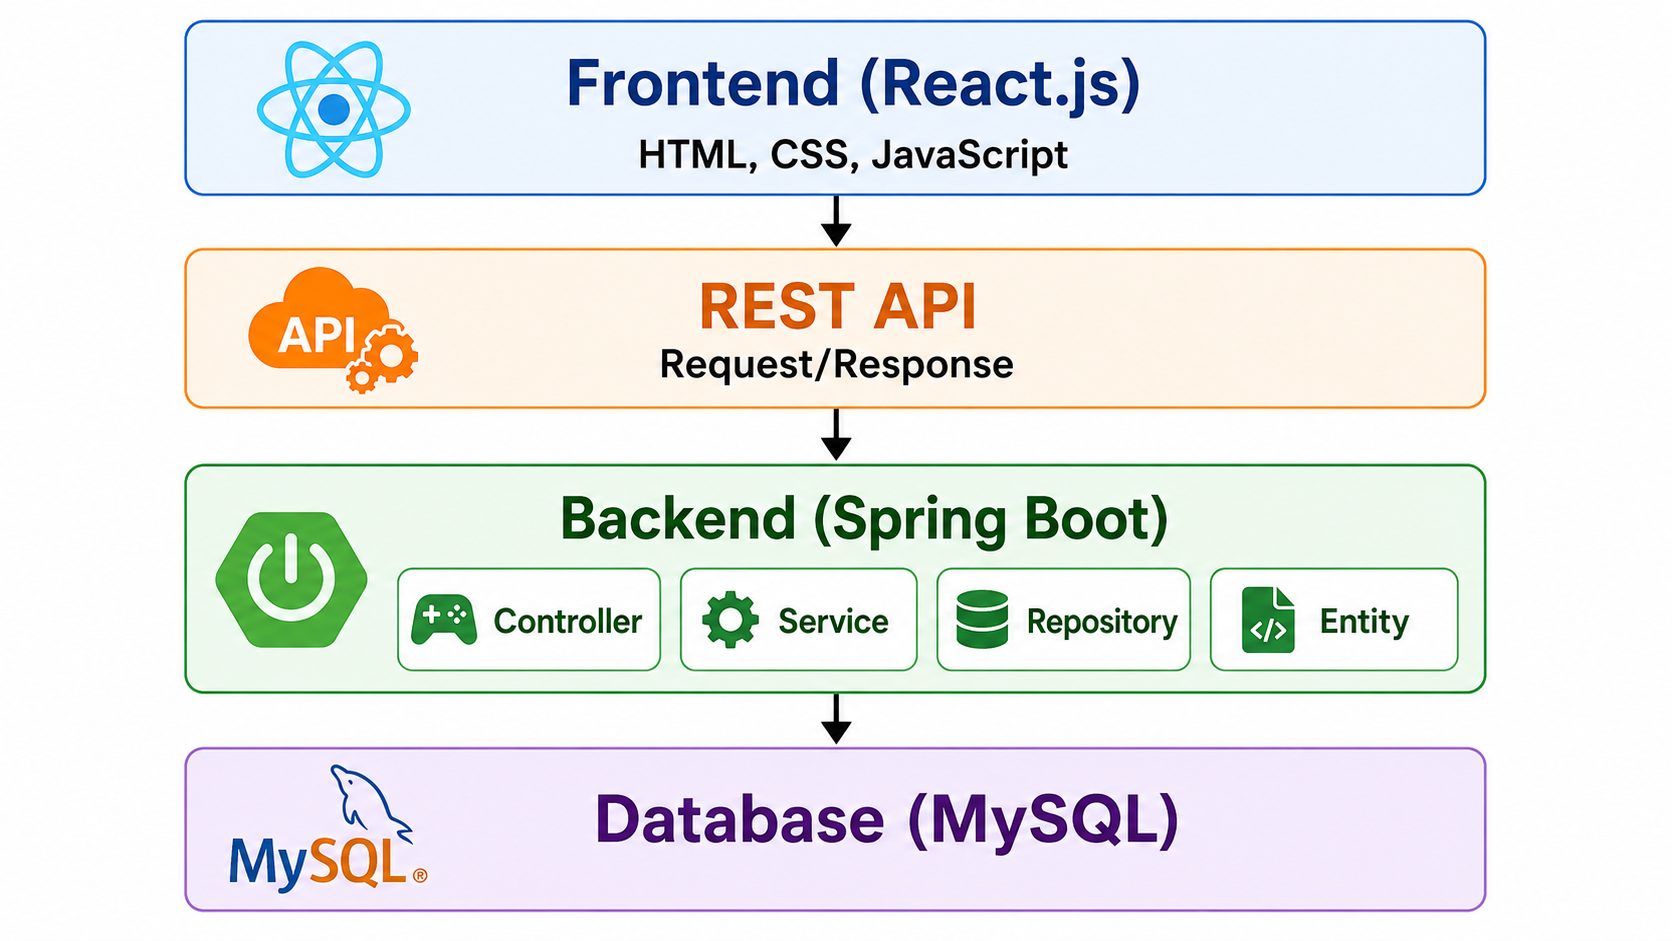 Frontend (React.js)
HTML, CSS, JavaScript
API
REST API
Request/Response
Backend (Spring Boot)
Controller
Service
Repository
</> Entity
Database (MySQL)
MySQL®